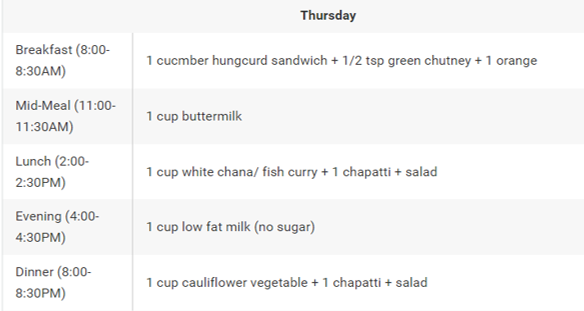 Thursday
Breakfast (8:00-
8:30AM)
1 cucmber hungcurd sandwich + 1/2 tsp green chutney + 1 orange
Mid-Meal (11:00-
11:30AM)
1 cup buttermilk
Lunch (2:00-
2:30PM)
1 cup white chana/ fish curry + 1 chapatti + salad
Evening (4:00-
4:30PM)
1 cup low fat milk (no sugar)
Dinner (8:00-
8:30PM)
1 cup cauliflower vegetable + 1 chapatti + salad